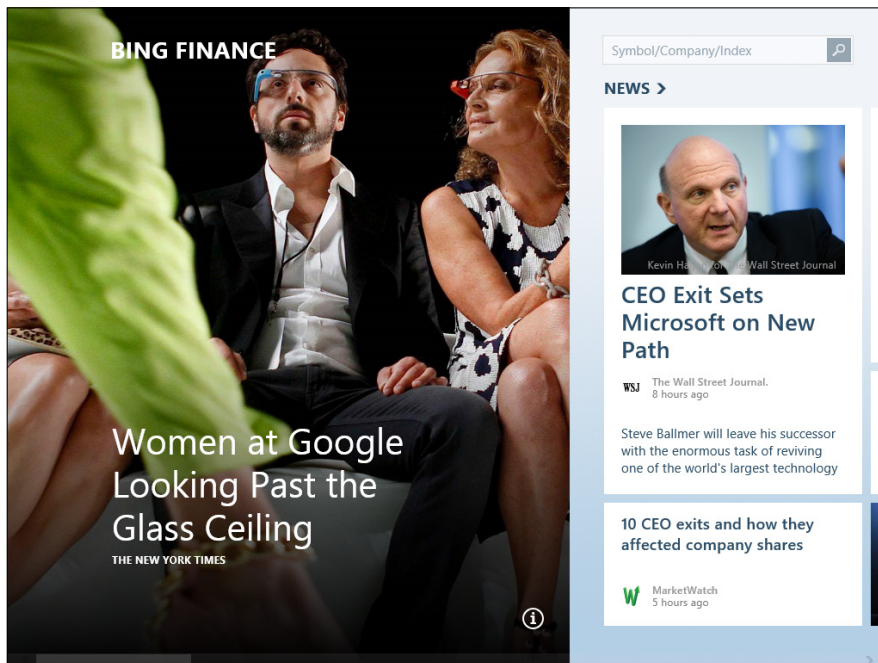 BING FINANCE
Women at Google
Looking Past the
Glass Ceiling
THE NEW YORK TIMES
Symbol/Company/Index
NEWS
Wall Street Journal
CEO Exit Sets
Microsoft on New
Path
WSJ
The Wall Street Journal.
8 hours ago
Steve Ballmer will leave his successor
with the enormous task of reviving
one of the world's largest technology
10 CEO exits and how they
affected company shares
MarketWatch
5 hours ago